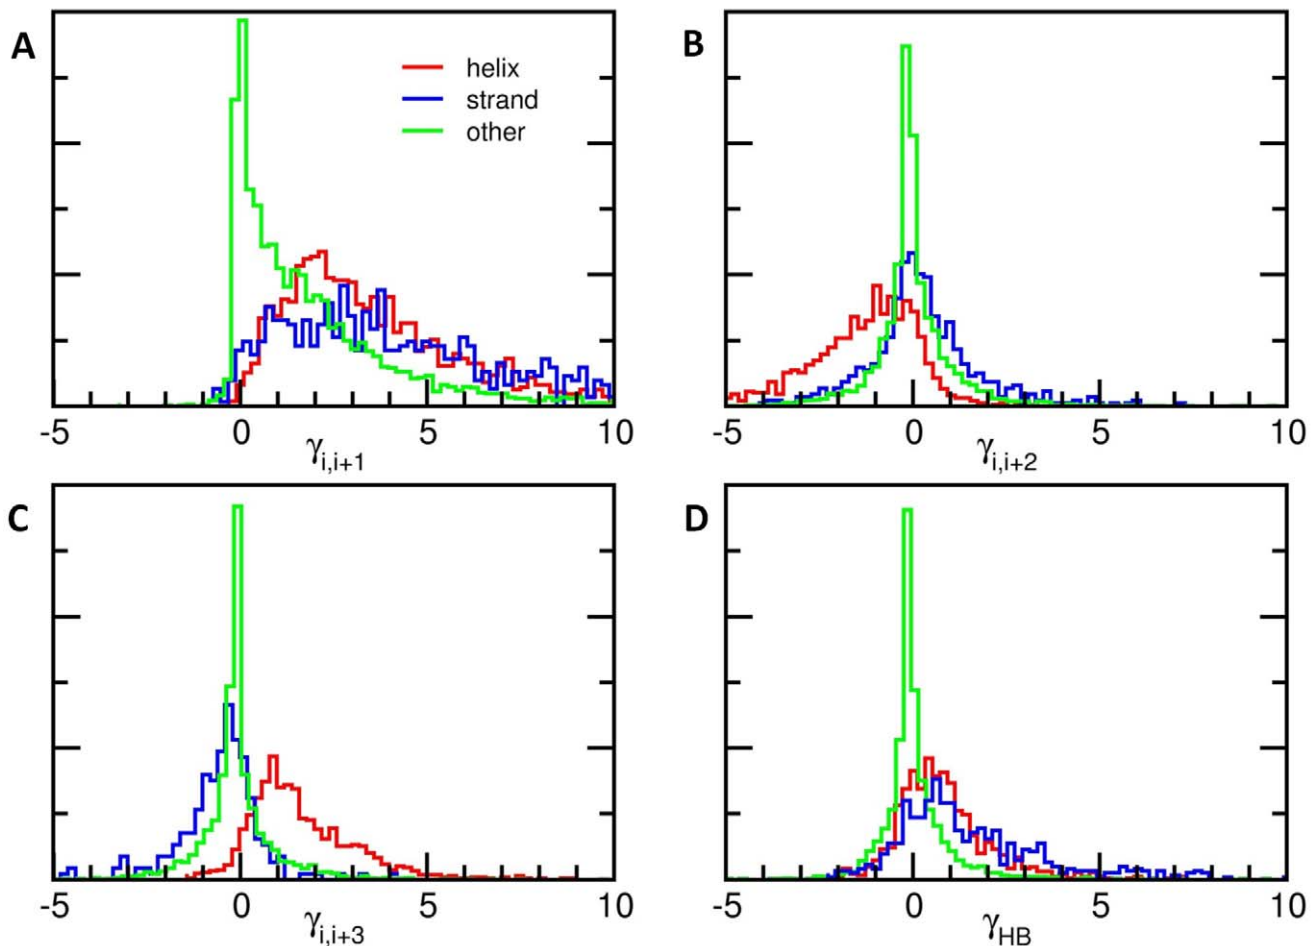 A
helix
strand
other
-5 0 5 10
γi,i+1
B
-5 0 5 10
γi,i+2
C
-5 0 5 10
γi,i+3
D
-5 0 5 10
γHB